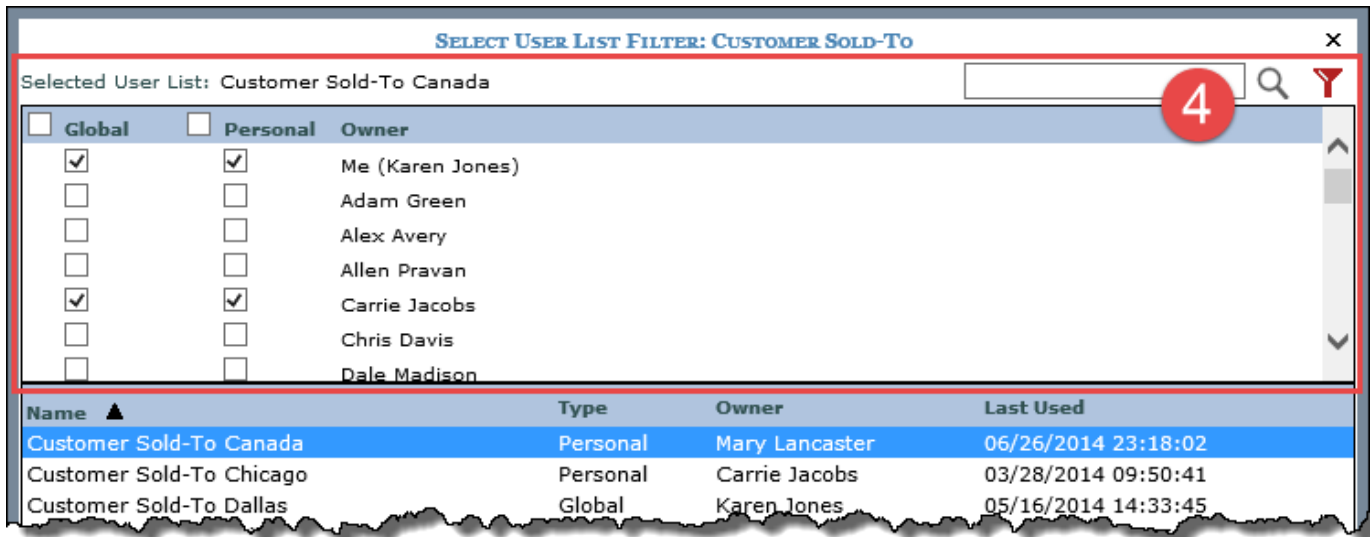 SELECT USER LIST FILTER: CUSTOMER SOLD-TO
Selected User List: Customer Sold-To Canada
4
Global Personal Owner
Me (Karen Jones)
Adam Green
Alex Avery
Allen Pravan
Carrie Jacobs
Chris Davis
Dale Madison
Name Type Owner Last Used
Customer Sold-To Canada Personal Mary Lancaster 06/26/2014 23:18:02
Customer Sold-To Chicago Personal Carrie Jacobs 03/28/2014 09:50:41
Customer Sold-To Dallas Global Karen Jones 05/16/2014 14:33:45